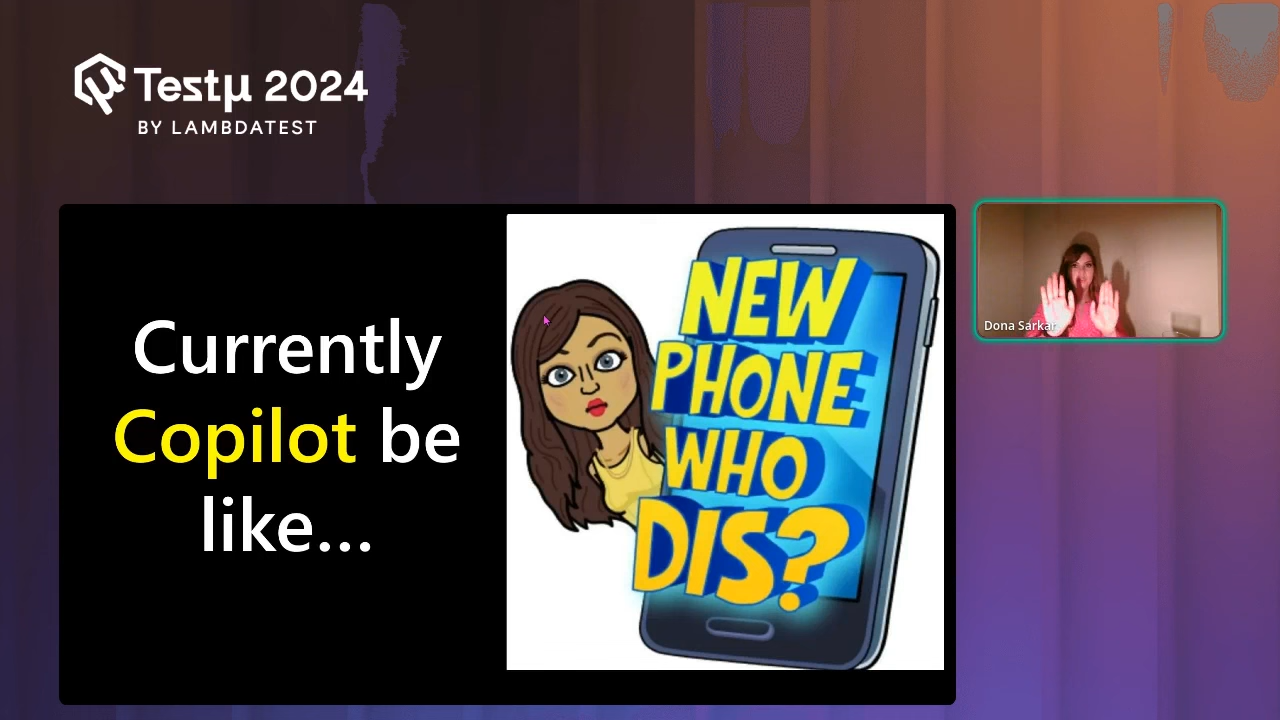 Testμ 2024
BY LAMBDATEST
Currently
Copilot be
like...
NEW
PHONE
WHO
DIS?
Dona Sarkar